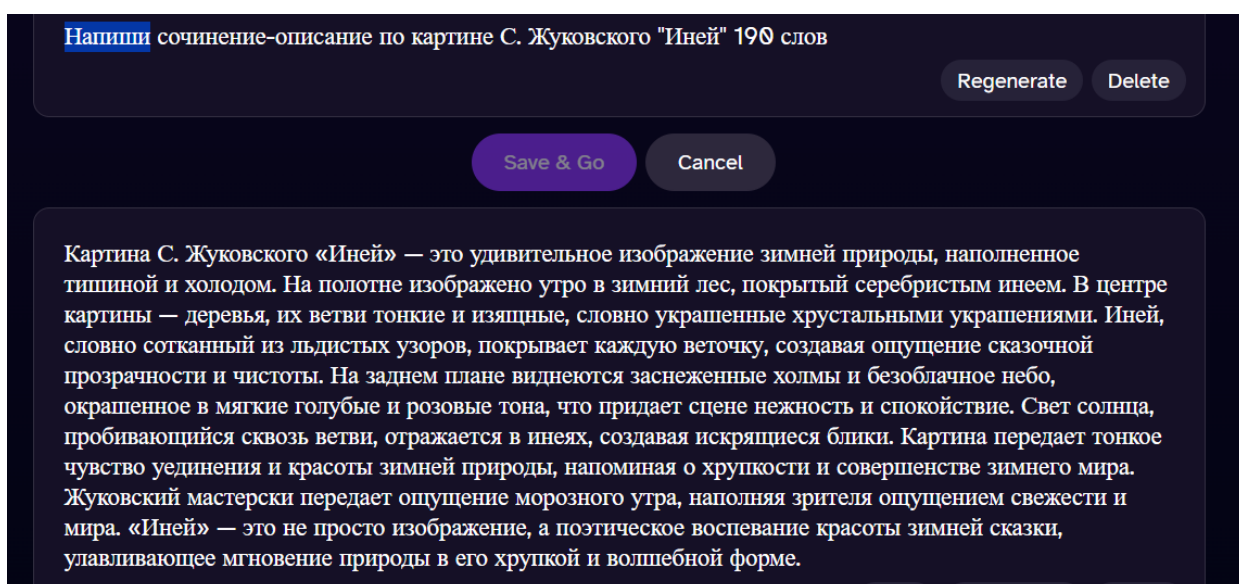 Напиши сочинение-описание по картине С. Жуковского "Иней" 190 слов
Regenerate Delete
Save & Go Cancel
Картина С. Жуковского «Иней» — это удивительное изображение зимней природы, наполненное
тишиной и холодом. На полотне изображено утро в зимний лес, покрытый серебристым инеем. В центре
картины — деревья, их ветви тонкие и изящные, словно украшенные хрустальными украшениями. Иней,
словно сотканный из льдистых узоров, покрывает каждую веточку, создавая ощущение сказочной
прозрачности и чистоты. На заднем плане виднеются заснеженные холмы и безоблачное небо,
окрашенное в мягкие голубые и розовые тона, что придает сцене нежность и спокойствие. Свет солнца,
пробивающийся сквозь ветви, отражается в инеях, создавая искрящиеся блики. Картина передает тонкое
чувство уединения и красоты зимней природы, напоминая о хрупкости и совершенстве зимнего мира.
Жуковский мастерски передает ощущение морозного утра, наполняя зрителя ощущением свежести и
мира. «Иней» — это не просто изображение, а поэтическое воспевание красоты зимней сказки,
улавливающее мгновение природы в его хрупкой и волшебной форме.